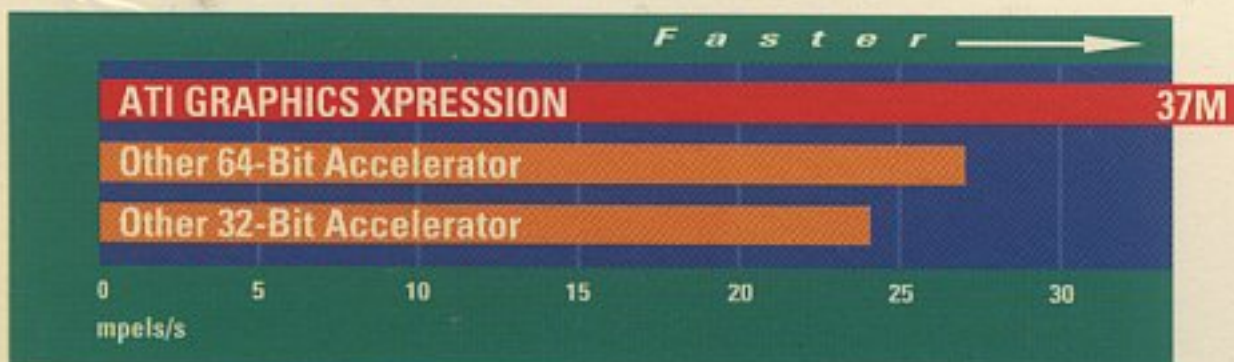 Faster
ATI GRAPHICS XPRESSION 37M
Other 64-Bit Accelerator
Other 32-Bit Accelerator
0 5 10 15 20 25 30
mpels/s